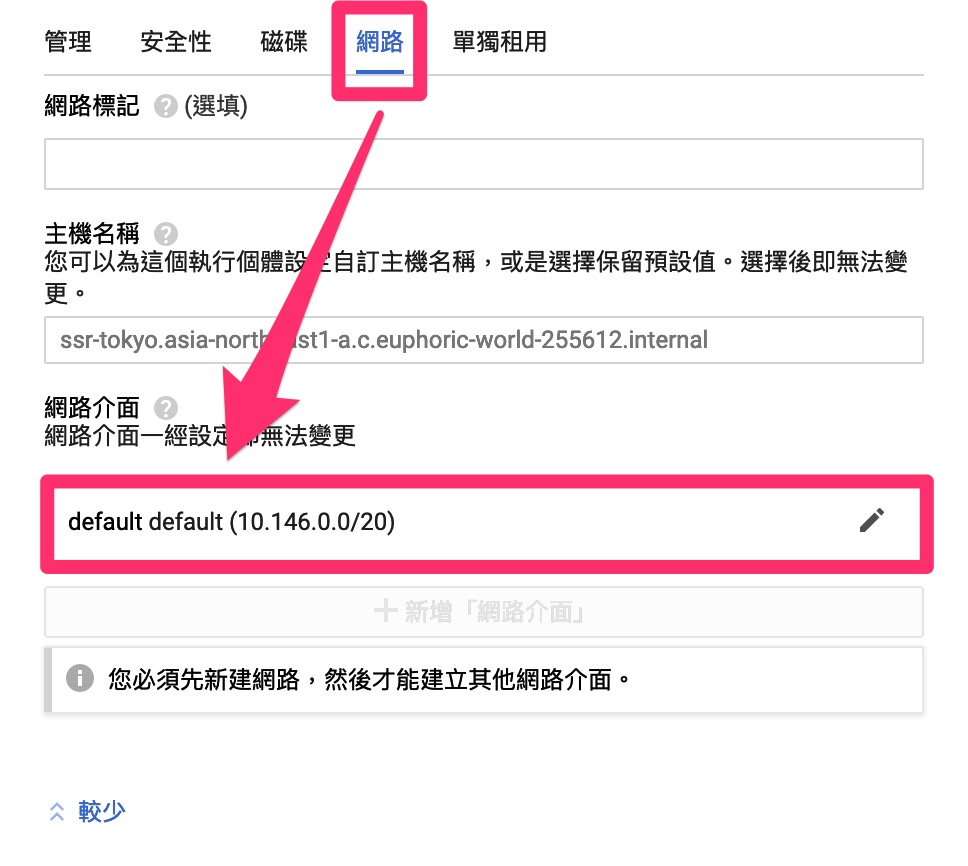 管理 安全性 磁碟 網路 單獨租用
網路標記 ? (選填)
主機名稱 ?
您可以為這個執行個體設定自訂主機名稱，或是選擇保留預設值。選擇後即無法變
更。
ssr-tokyo.asia-northeast1-a.c.euphoric-world-255612.internal
網路介面 ?
網路介面一經設定即無法變更
default default (10.146.0.0/20)
新增「網路介面」
您必須先新建網路，然後才能建立其他網路介面。
較少